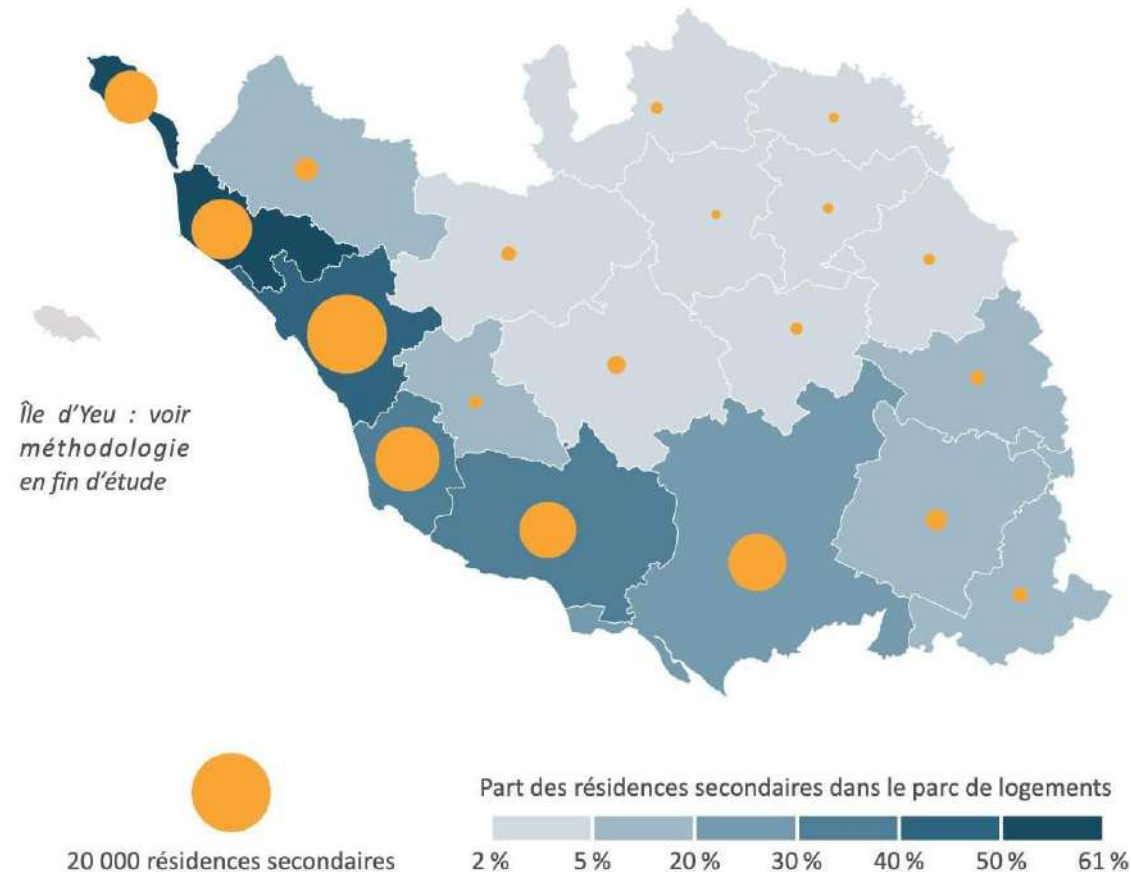 Île d'Yeu : voir
méthodologie
en fin d'étude
20 000 résidences secondaires
Part des résidences secondaires dans le parc de logements
2 % 5 % 20 % 30 % 40 % 50 % 61 %